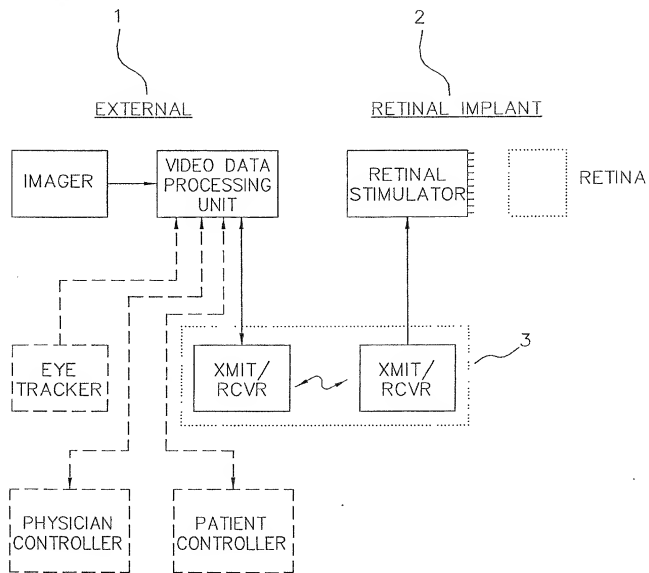 1
2
EXTERNAL
RETINAL IMPLANT
IMAGER
VIDEO DATA
PROCESSING
UNIT
RETINAL
STIMULATOR
RETINA
3
EYE
TRACKER
XMIT/
RCVR
XMIT/
RCVR
PHYSICIAN
CONTROLLER
PATIENT
CONTROLLER